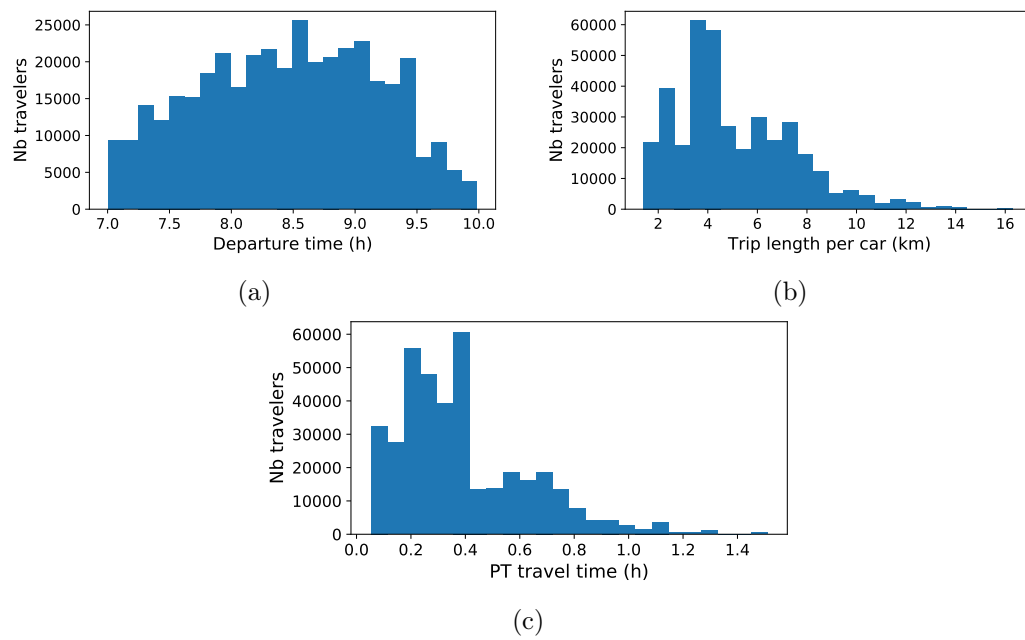 25000
20000
15000
10000
5000
0
Nb travelers
7.0 7.5 8.0 8.5 9.0 9.5 10.0
Departure time (h)
(a)
60000
50000
40000
30000
20000
10000
0
Nb travelers
2 4 6 8 10 12 14 16
Trip length per car (km)
(b)
60000
50000
40000
30000
20000
10000
0
Nb travelers
0.0 0.2 0.4 0.6 0.8 1.0 1.2 1.4
PT travel time (h)
(c)